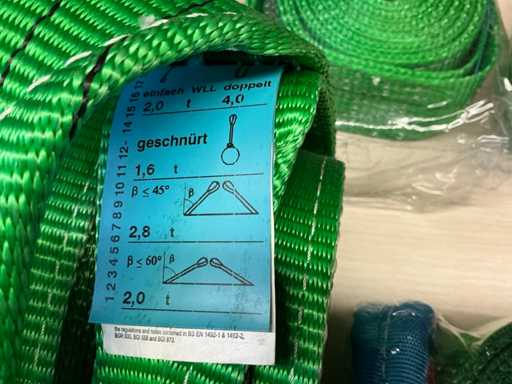 einfach WLL doppelt
2,0 t 4,0
geschnürt
1,6 t
β ≤ 45° β
2,8 t
β ≤ 60° β
2,0 t
1 2 3 4 5 6 7 8 9 10 11 12- 14 15 16 17
the regulations and notes contained in BS EN 1492-1 & 1492-2,